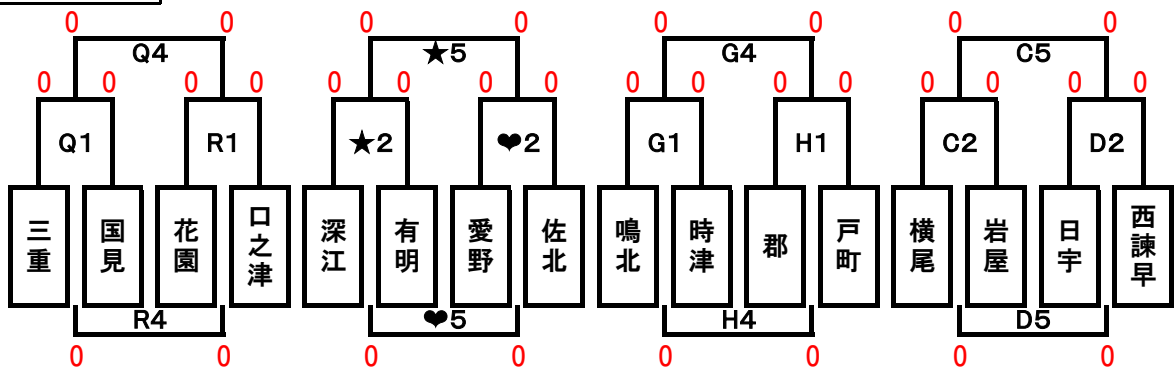 0 0 0 0 0 0 0 0
Q4 ★5 G4 C5
0 0 0 0 0 0 0 0 0 0 0 0 0 0 0 0
Q1 R1 ★2 ❤2 G1 H1 C2 D2
三重 国見 花園 口之津 深江 有明 愛野 佐北 鳴北 時津 郡 戸町 横尾 岩屋 日宇 西諫早
R4 ❤5 H4 D5
0 0 0 0 0 0 0 0